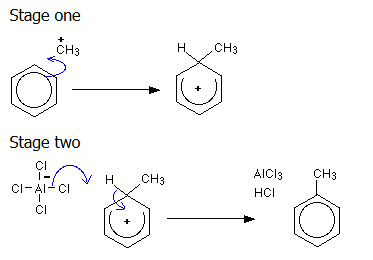 Stage one
+
CH3
H CH3
+
Stage two
Cl
Cl Al Cl
Cl
H CH3
+
AlCl3
HCl
CH3